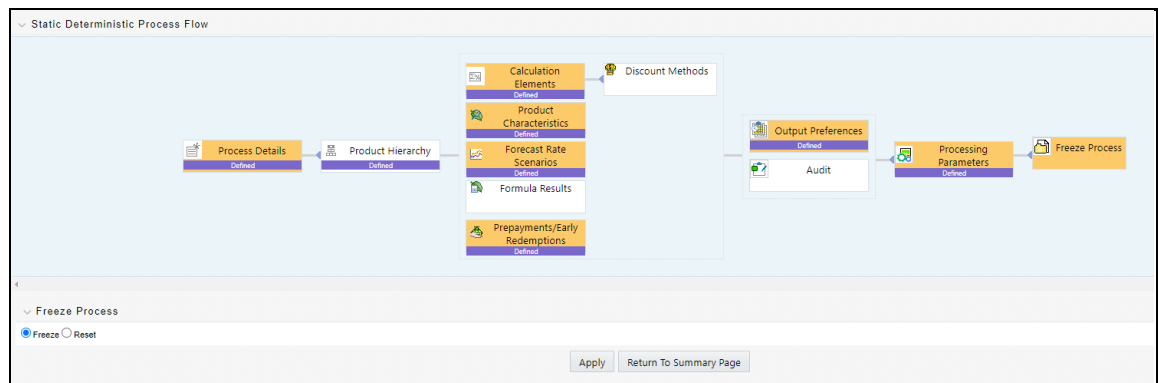 Static Deterministic Process Flow
Process Details
Defined
Product Hierarchy
Defined
Calculation
Elements
Defined
Discount Methods
Product
Characteristics
Defined
Forecast Rate
Scenarios
Defined
Formula Results
Prepayments/Early
Redemptions
Defined
Output Preferences
Defined
Audit
Processing
Parameters
Defined
Freeze Process
Freeze Process
Freeze Reset
Apply Return To Summary Page